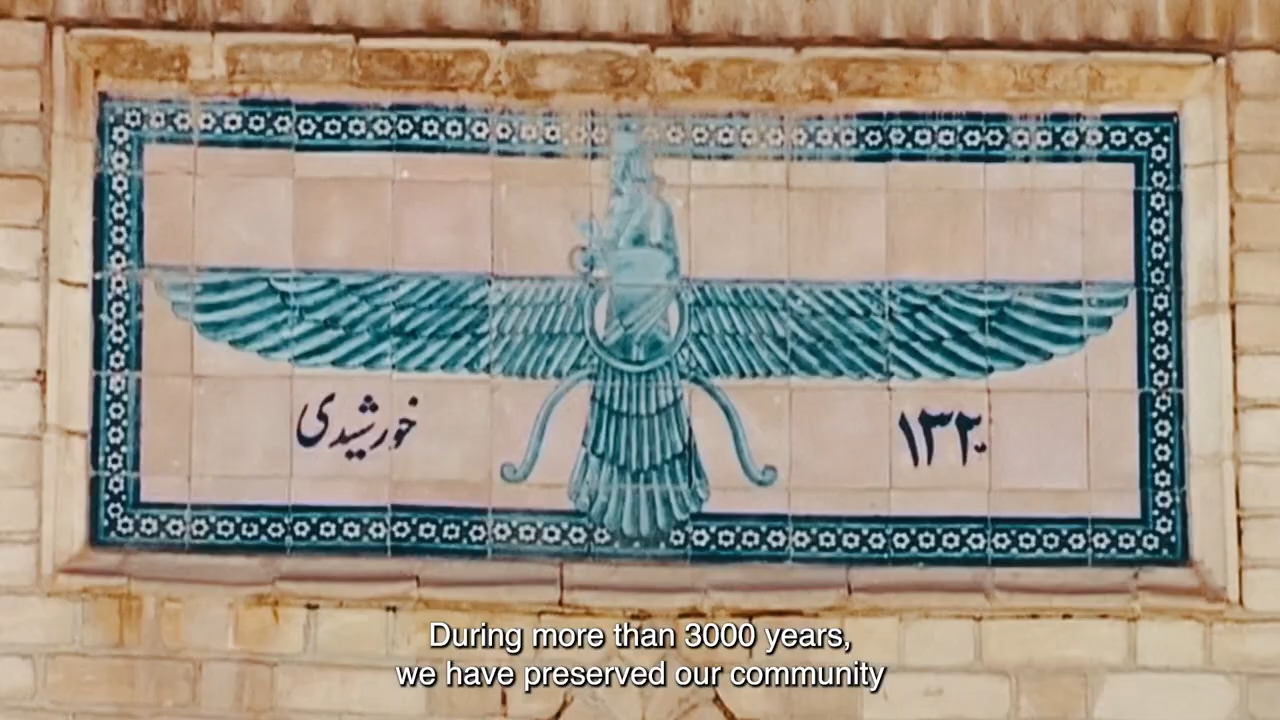 ۱۳۲۰ خورشیدی
During more than 3000 years,
we have preserved our community